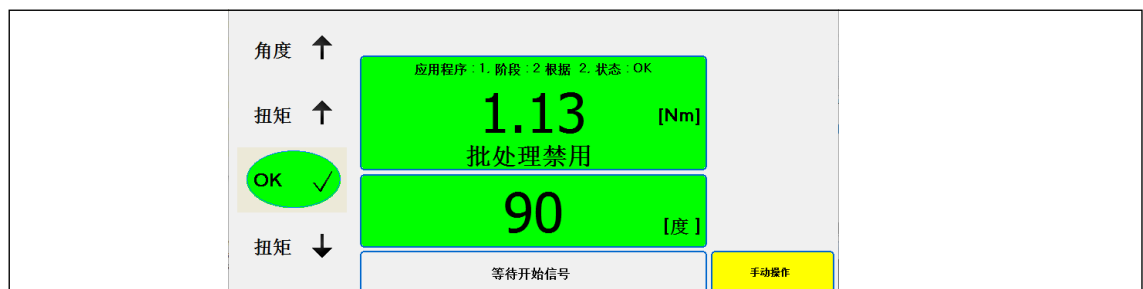 角度
扭矩
OK
扭矩
应用程序 : 1, 阶段 : 2 根据 2, 状态 : OK
1.13 [Nm]
批处理禁用
90 [度 ]
等待开始信号
手动操作